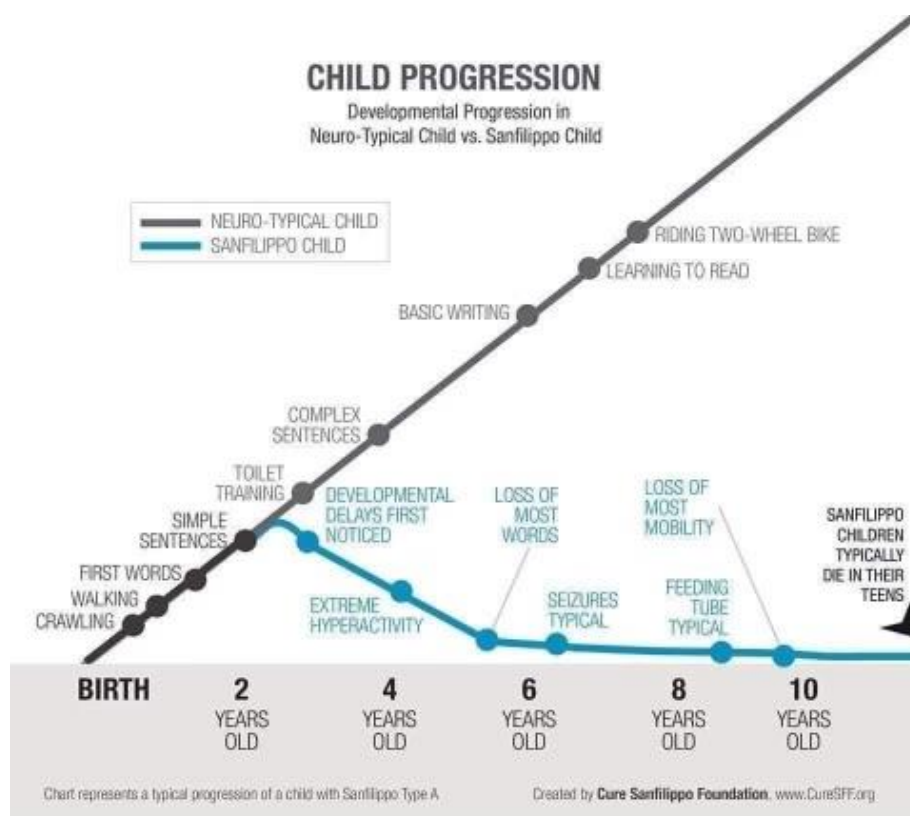 CHILD PROGRESSION
Developmental Progression in
Neuro-Typical Child vs. Sanfilippo Child
NEURO-TYPICAL CHILD
SANFILIPPO CHILD
RIDING TWO-WHEEL BIKE
LEARNING TO READ
BASIC WRITING
COMPLEX
SENTENCES
TOILET
TRAINING
SIMPLE
SENTENCES
FIRST WORDS
WALKING
CRAWLING
DEVELOPMENTAL
DELAYS FIRST
NOTICED
EXTREME
HYPERACTIVITY
LOSS OF
MOST
WORDS
SEIZURES
TYPICAL
LOSS OF
MOST
MOBILITY
FEEDING
TUBE
TYPICAL
SANFILIPPO
CHILDREN
TYPICALLY
DIE IN THEIR
TEENS
BIRTH
2
YEARS
OLD
4
YEARS
OLD
6
YEARS
OLD
8
YEARS
OLD
10
YEARS
OLD
Chart represents a typical progression of a child with Sanfilippo Type A
Created by Cure Sanfilippo Foundation, www.CureSFF.org